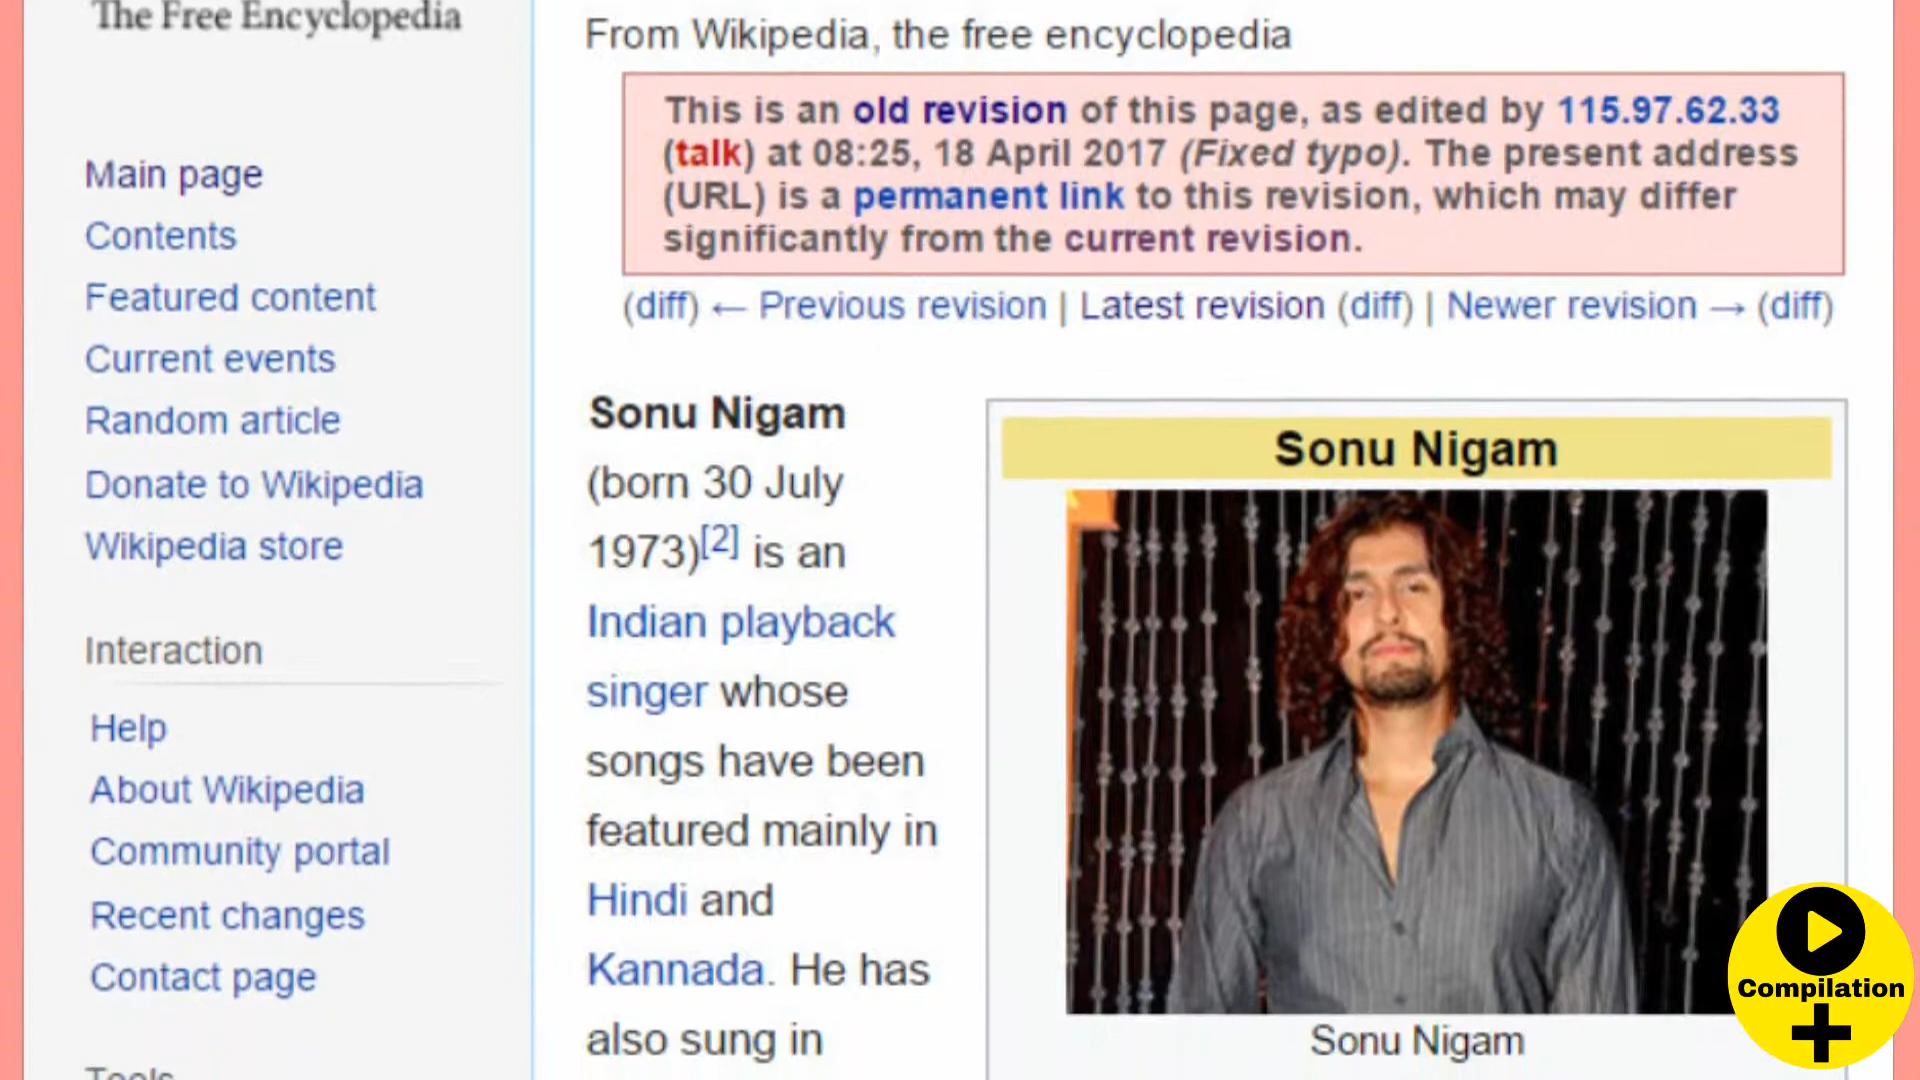 The Free Encyclopedia
Main page
Contents
Featured content
Current events
Random article
Donate to Wikipedia
Wikipedia store
Interaction
Help
About Wikipedia
Community portal
Recent changes
Contact page
Tools
From Wikipedia, the free encyclopedia
This is an old revision of this page, as edited by 115.97.62.33
(talk) at 08:25, 18 April 2017 (Fixed typo). The present address
(URL) is a permanent link to this revision, which may differ
significantly from the current revision.
(diff) ← Previous revision | Latest revision (diff) | Newer revision → (diff)
Sonu Nigam
(born 30 July
1973)[2] is an
Indian playback
singer whose
songs have been
featured mainly in
Hindi and
Kannada. He has
also sung in
Sonu Nigam
Sonu Nigam
Compilation
+